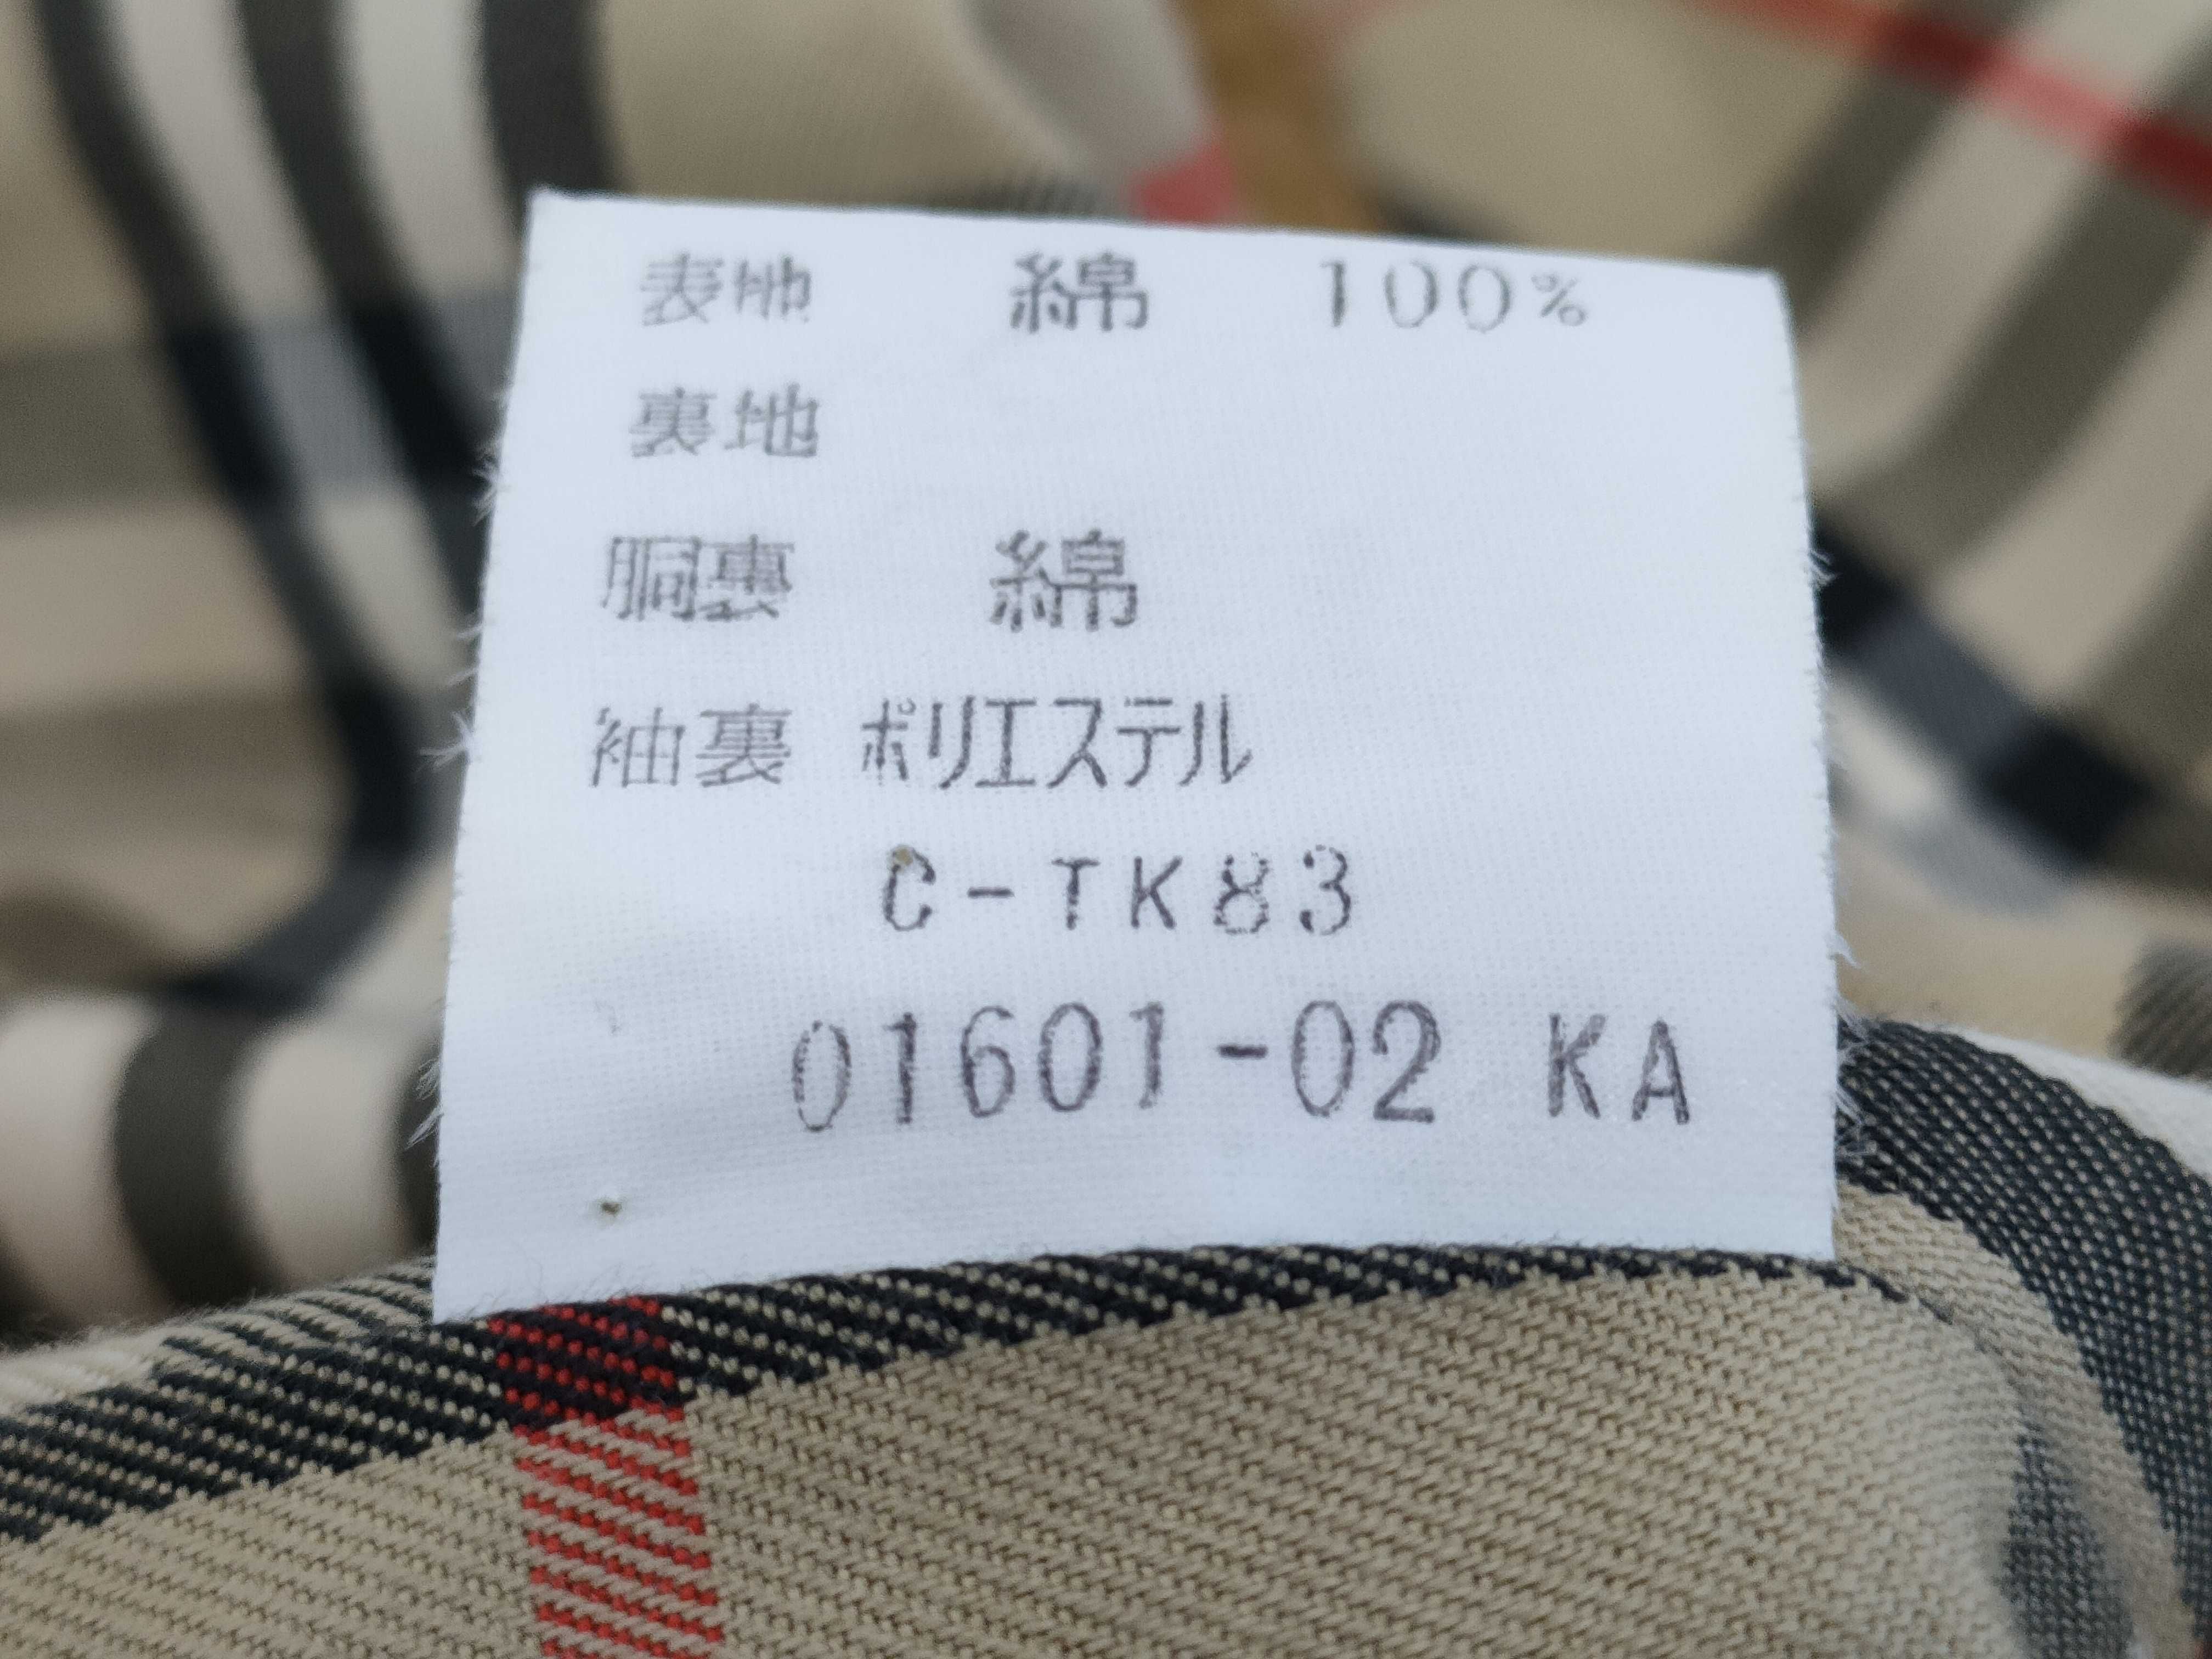 表地 綿 100%
裏地
胴裏 綿
袖裏 ポリエステル
C-TK83
01601-02 KA